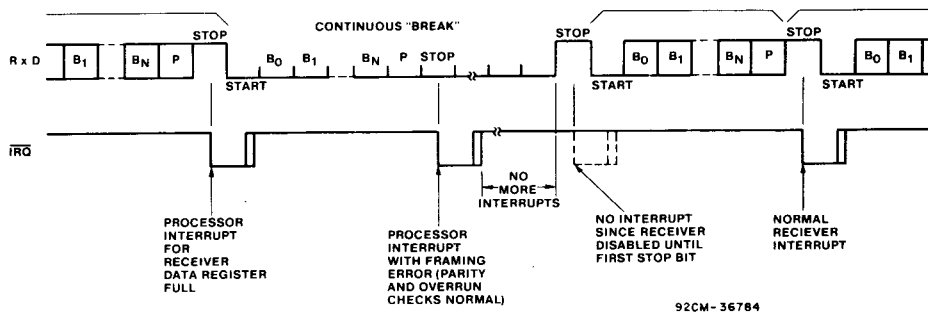 CONTINUOUS "BREAK"
STOP
STOP
STOP
R x D
B1
BN
P
B0
B1
BN
P
STOP
B0
B1
BN
P
B0
B1
START
START
START
IRQ
NO
MORE
INTERRUPTS
PROCESSOR
INTERRUPT
FOR
RECEIVER
DATA REGISTER
FULL
PROCESSOR
INTERRUPT
WITH FRAMING
ERROR (PARITY
AND OVERRUN
CHECKS NORMAL)
NO INTERRUPT
SINCE RECEIVER
DISABLED UNTIL
FIRST STOP BIT
NORMAL
RECIEVER
INTERRUPT
92CM-36784